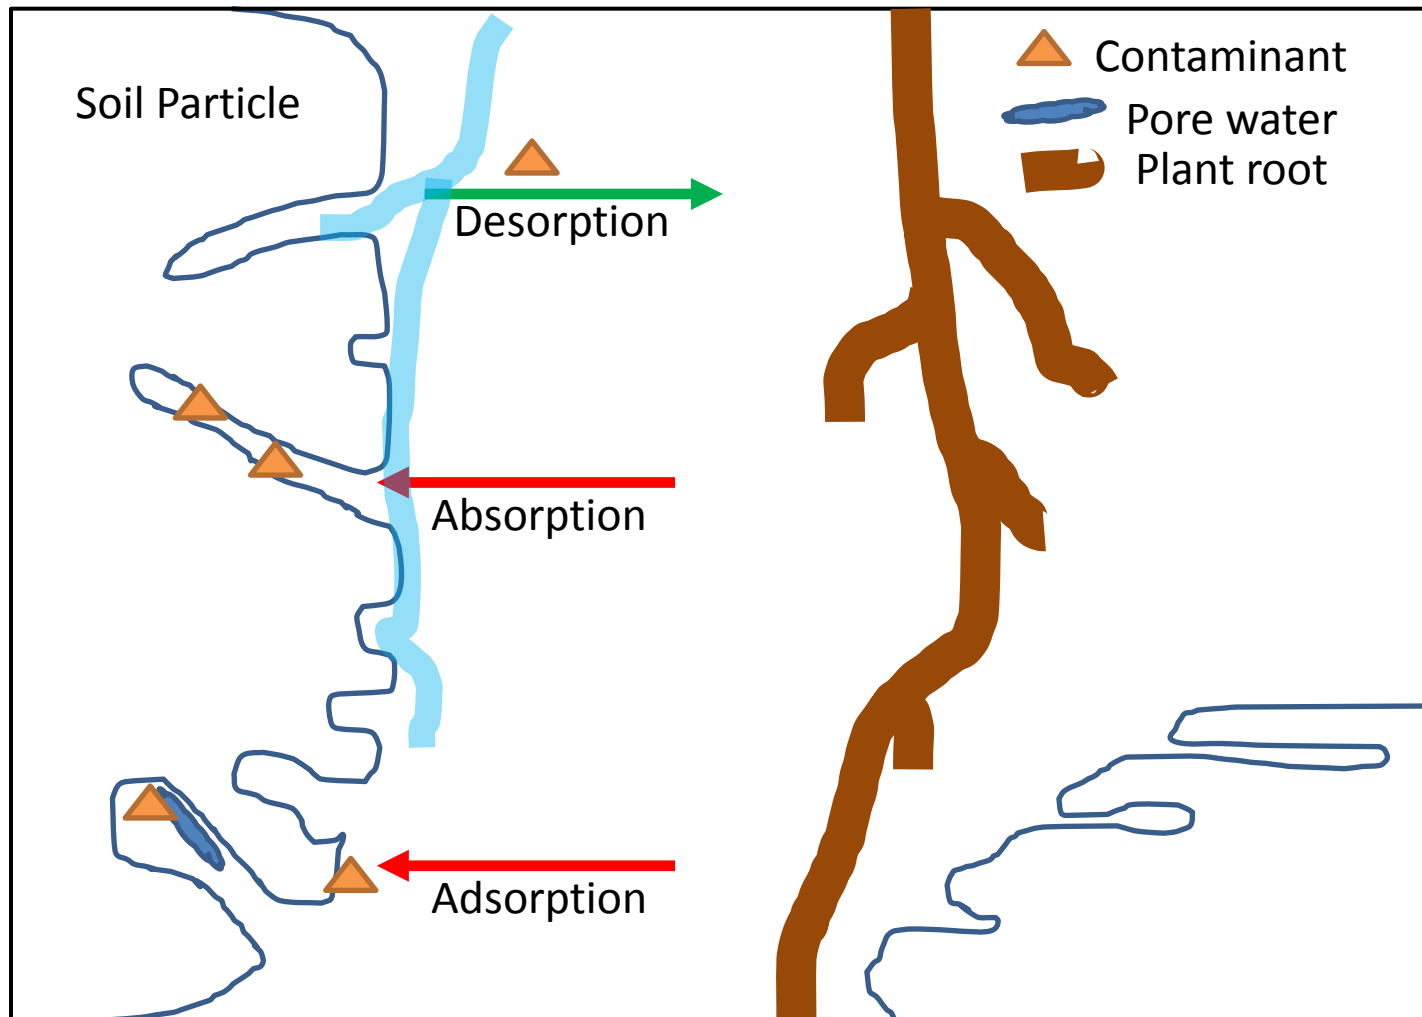 Soil Particle
Contaminant
Pore water
Plant root
Desorption
Absorption
Adsorption